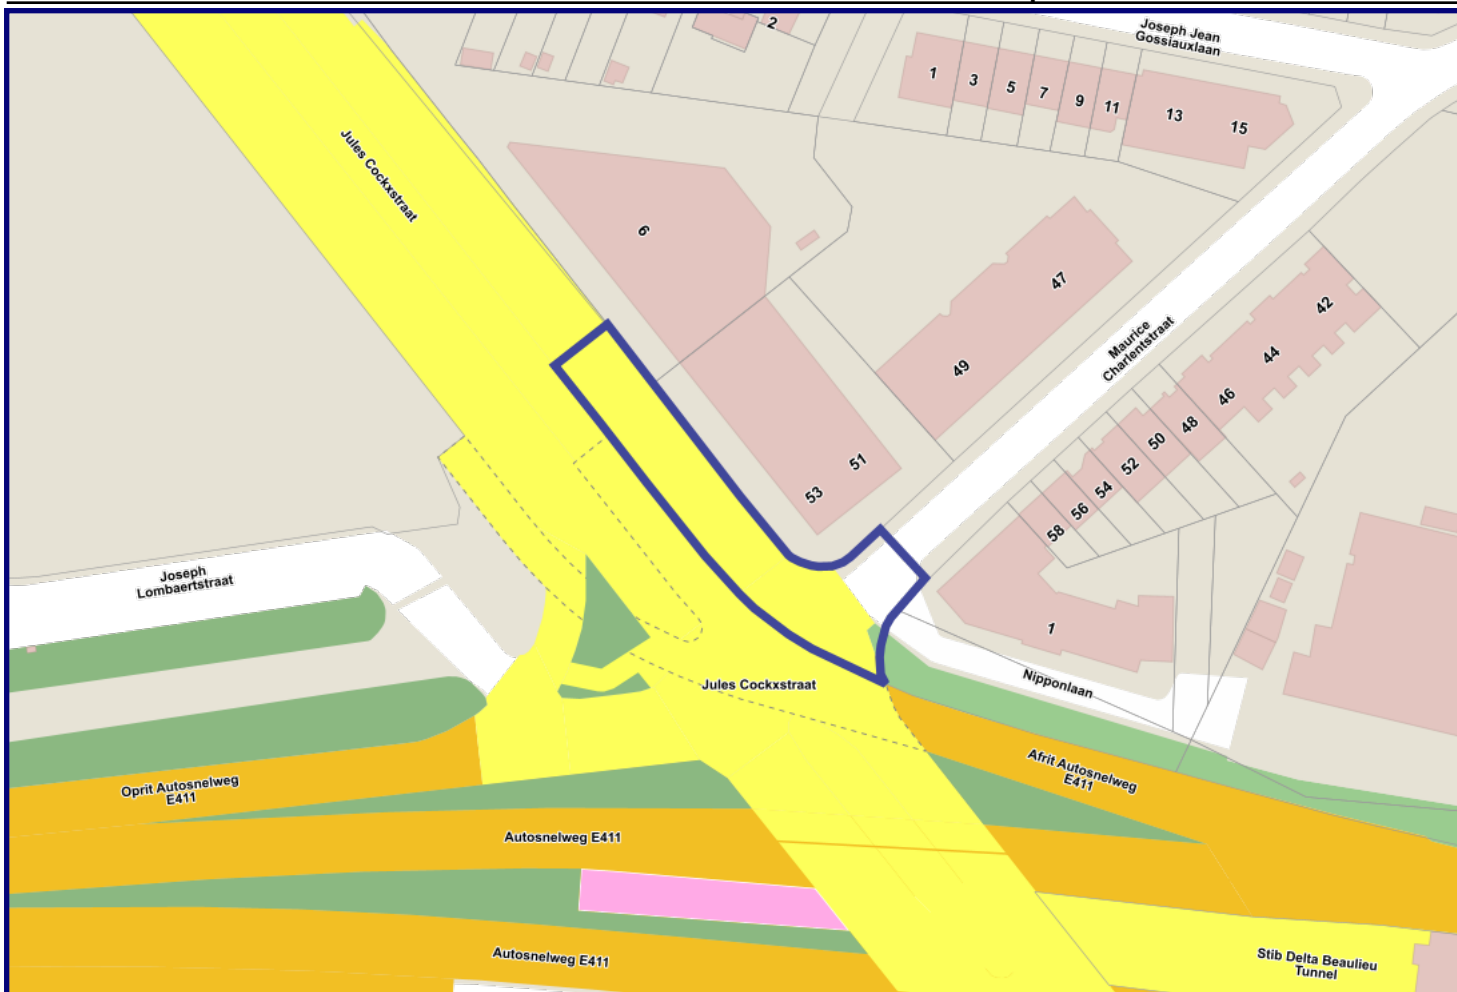 2
Joseph Jean
Gossiauxlaan
1
3
5
7
9
11
13
15
Jules Cockxstraat
6
47
49
Maurice
Charlentstraat
42
44
46
48
50
52
54
56
58
51
53
Joseph
Lombaertstraat
1
Nipponlaan
Jules Cockxstraat
Oprit Autosnelweg
E411
Afrit Autosnelweg
E411
Autosnelweg E411
Autosnelweg E411
Stib Delta Beaulieu
Tunnel